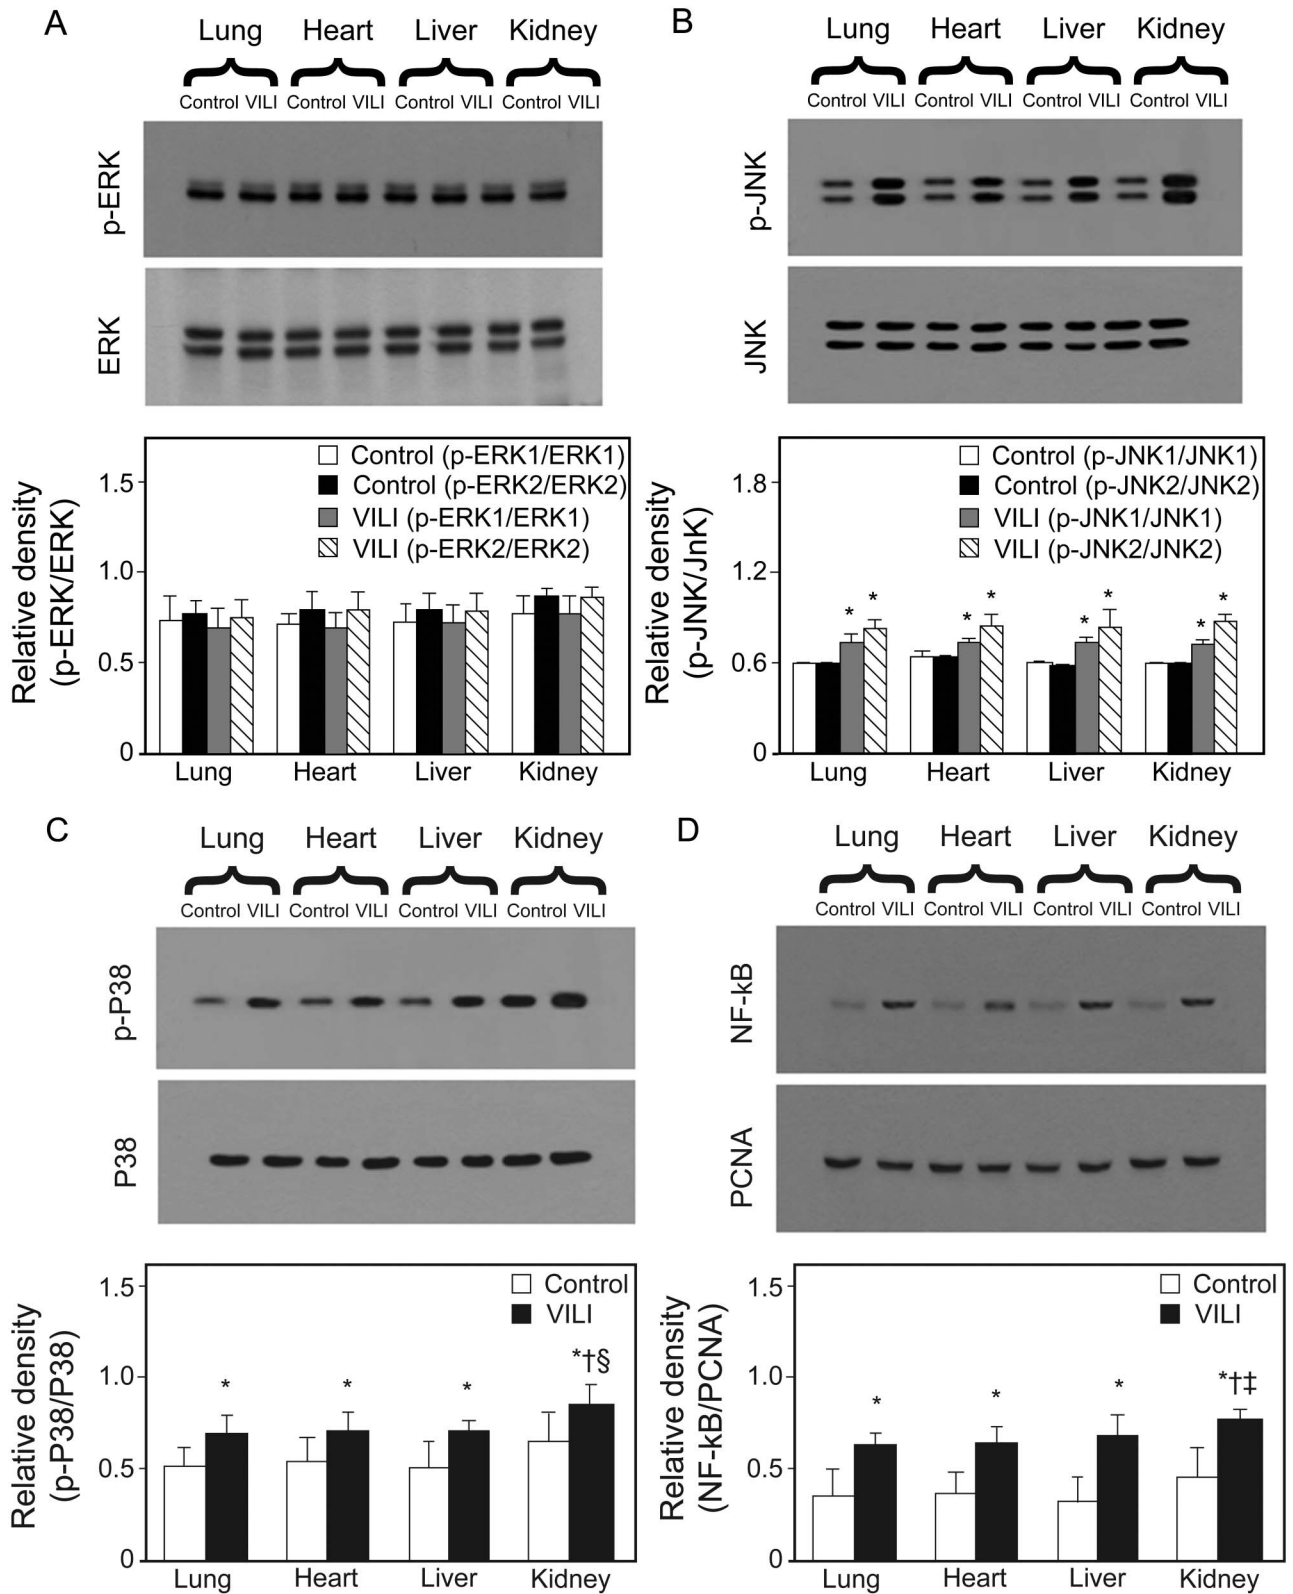 A
Lung Heart Liver Kidney
Control VILI Control VILI Control VILI Control VILI
p-ERK
ERK
Relative density
(p-ERK/ERK)
1.5
1.0
0.5
0
Control (p-ERK1/ERK1)
Control (p-ERK2/ERK2)
VILI (p-ERK1/ERK1)
VILI (p-ERK2/ERK2)
Lung Heart Liver Kidney
B
Lung Heart Liver Kidney
Control VILI Control VILI Control VILI Control VILI
p-JNK
JNK
Relative density
(p-JNK/JnK)
1.8
1.2
0.6
0
Control (p-JNK1/JNK1)
Control (p-JNK2/JNK2)
VILI (p-JNK1/JNK1)
VILI (p-JNK2/JNK2)
* * * * * * * *
Lung Heart Liver Kidney
C
Lung Heart Liver Kidney
Control VILI Control VILI Control VILI Control VILI
p-P38
P38
Relative density
(p-P38/P38)
1.5
1.0
0.5
0
Control
VILI
* * * *†§
Lung Heart Liver Kidney
D
Lung Heart Liver Kidney
Control VILI Control VILI Control VILI Control VILI
NF-kB
PCNA
Relative density
(NF-kB/PCNA)
1.5
1.0
0.5
0
Control
VILI
* * * *†‡
Lung Heart Liver Kidney